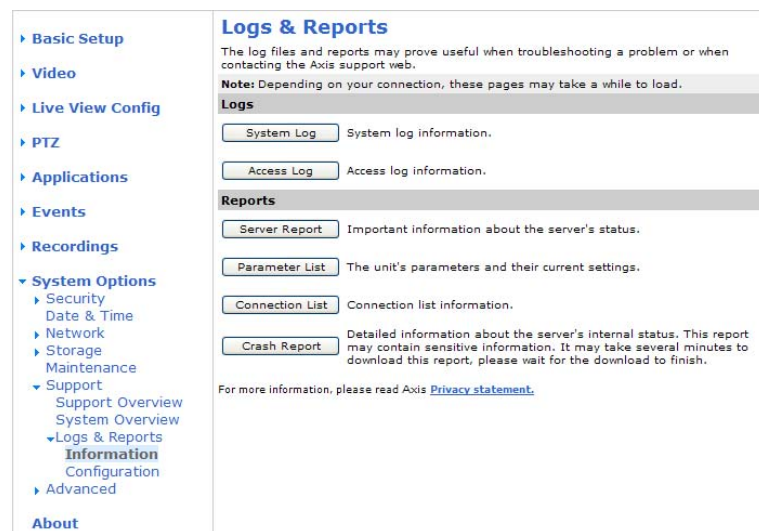 Basic Setup
Video
Live View Config
PTZ
Applications
Events
Recordings
System Options
Security
Date & Time
Network
Storage
Maintenance
Support
Support Overview
System Overview
Logs & Reports
Information
Configuration
Advanced
About
Logs & Reports
The log files and reports may prove useful when troubleshooting a problem or when
contacting the Axis support web.
Note: Depending on your connection, these pages may take a while to load.
Logs
System Log System log information.
Access Log Access log information.
Reports
Server Report Important information about the server's status.
Parameter List The unit's parameters and their current settings.
Connection List Connection list information.
Crash Report Detailed information about the server's internal status. This report
may contain sensitive information. It may take several minutes to
download this report, please wait for the download to finish.
For more information, please read Axis Privacy statement.